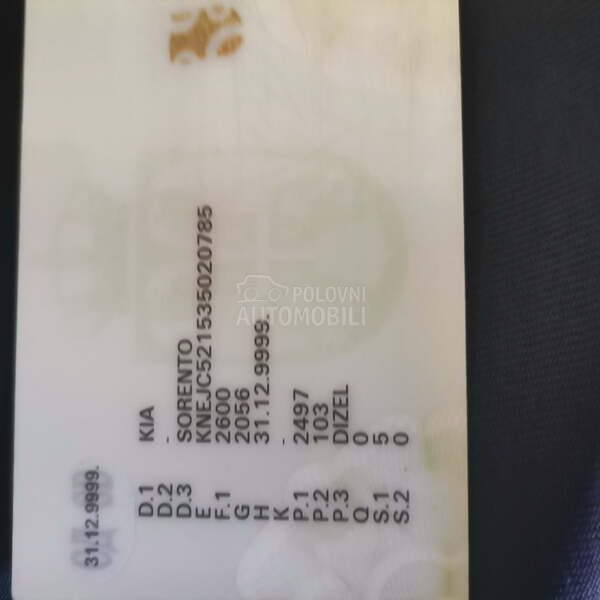 31.12.9999.
D.1 KIA
D.2 -
D.3 SORENTO
E KNEJC521535020785
F.1 2600
G 2056
H 31.12.9999.
K -
P.1 2497
P.2 103
P.3 DIZEL
Q 0
S.1 5
S.2 0
POLOVNI
AUTOMOBILI